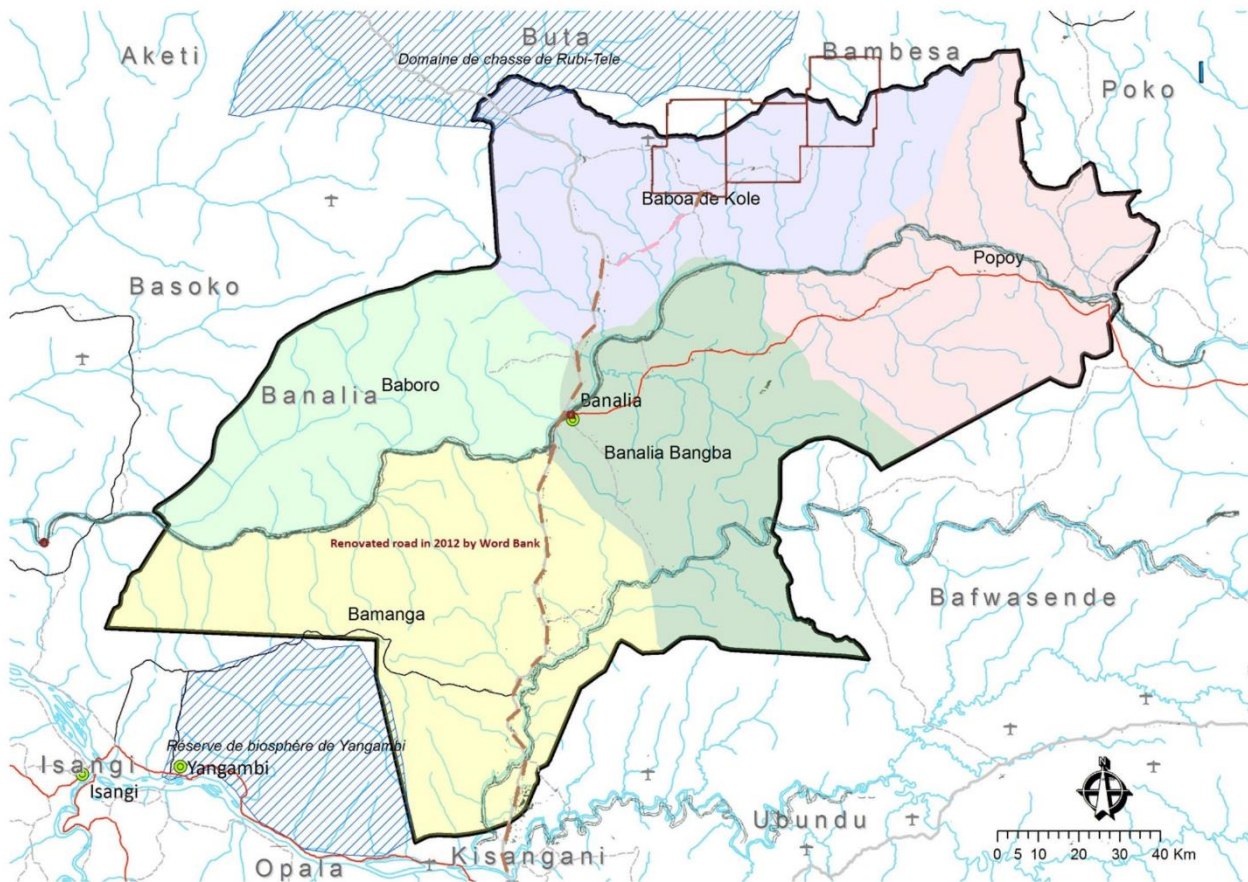 Buta
Aketi
Domaine de chasse de Rubi-Tele
Bambesa
Poko
Baboa de Kole
Popoy
Basoko
Baboro
Banalia
Banalia
Banalia Bangba
Renovated road in 2012 by Word Bank
Bafwasende
Bamanga
Réserve de biosphère de Yangambi
Isangi
Yangambi
Isangi
Ubundu
Kisangani
Opala
0 5 10 20 30 40 Km